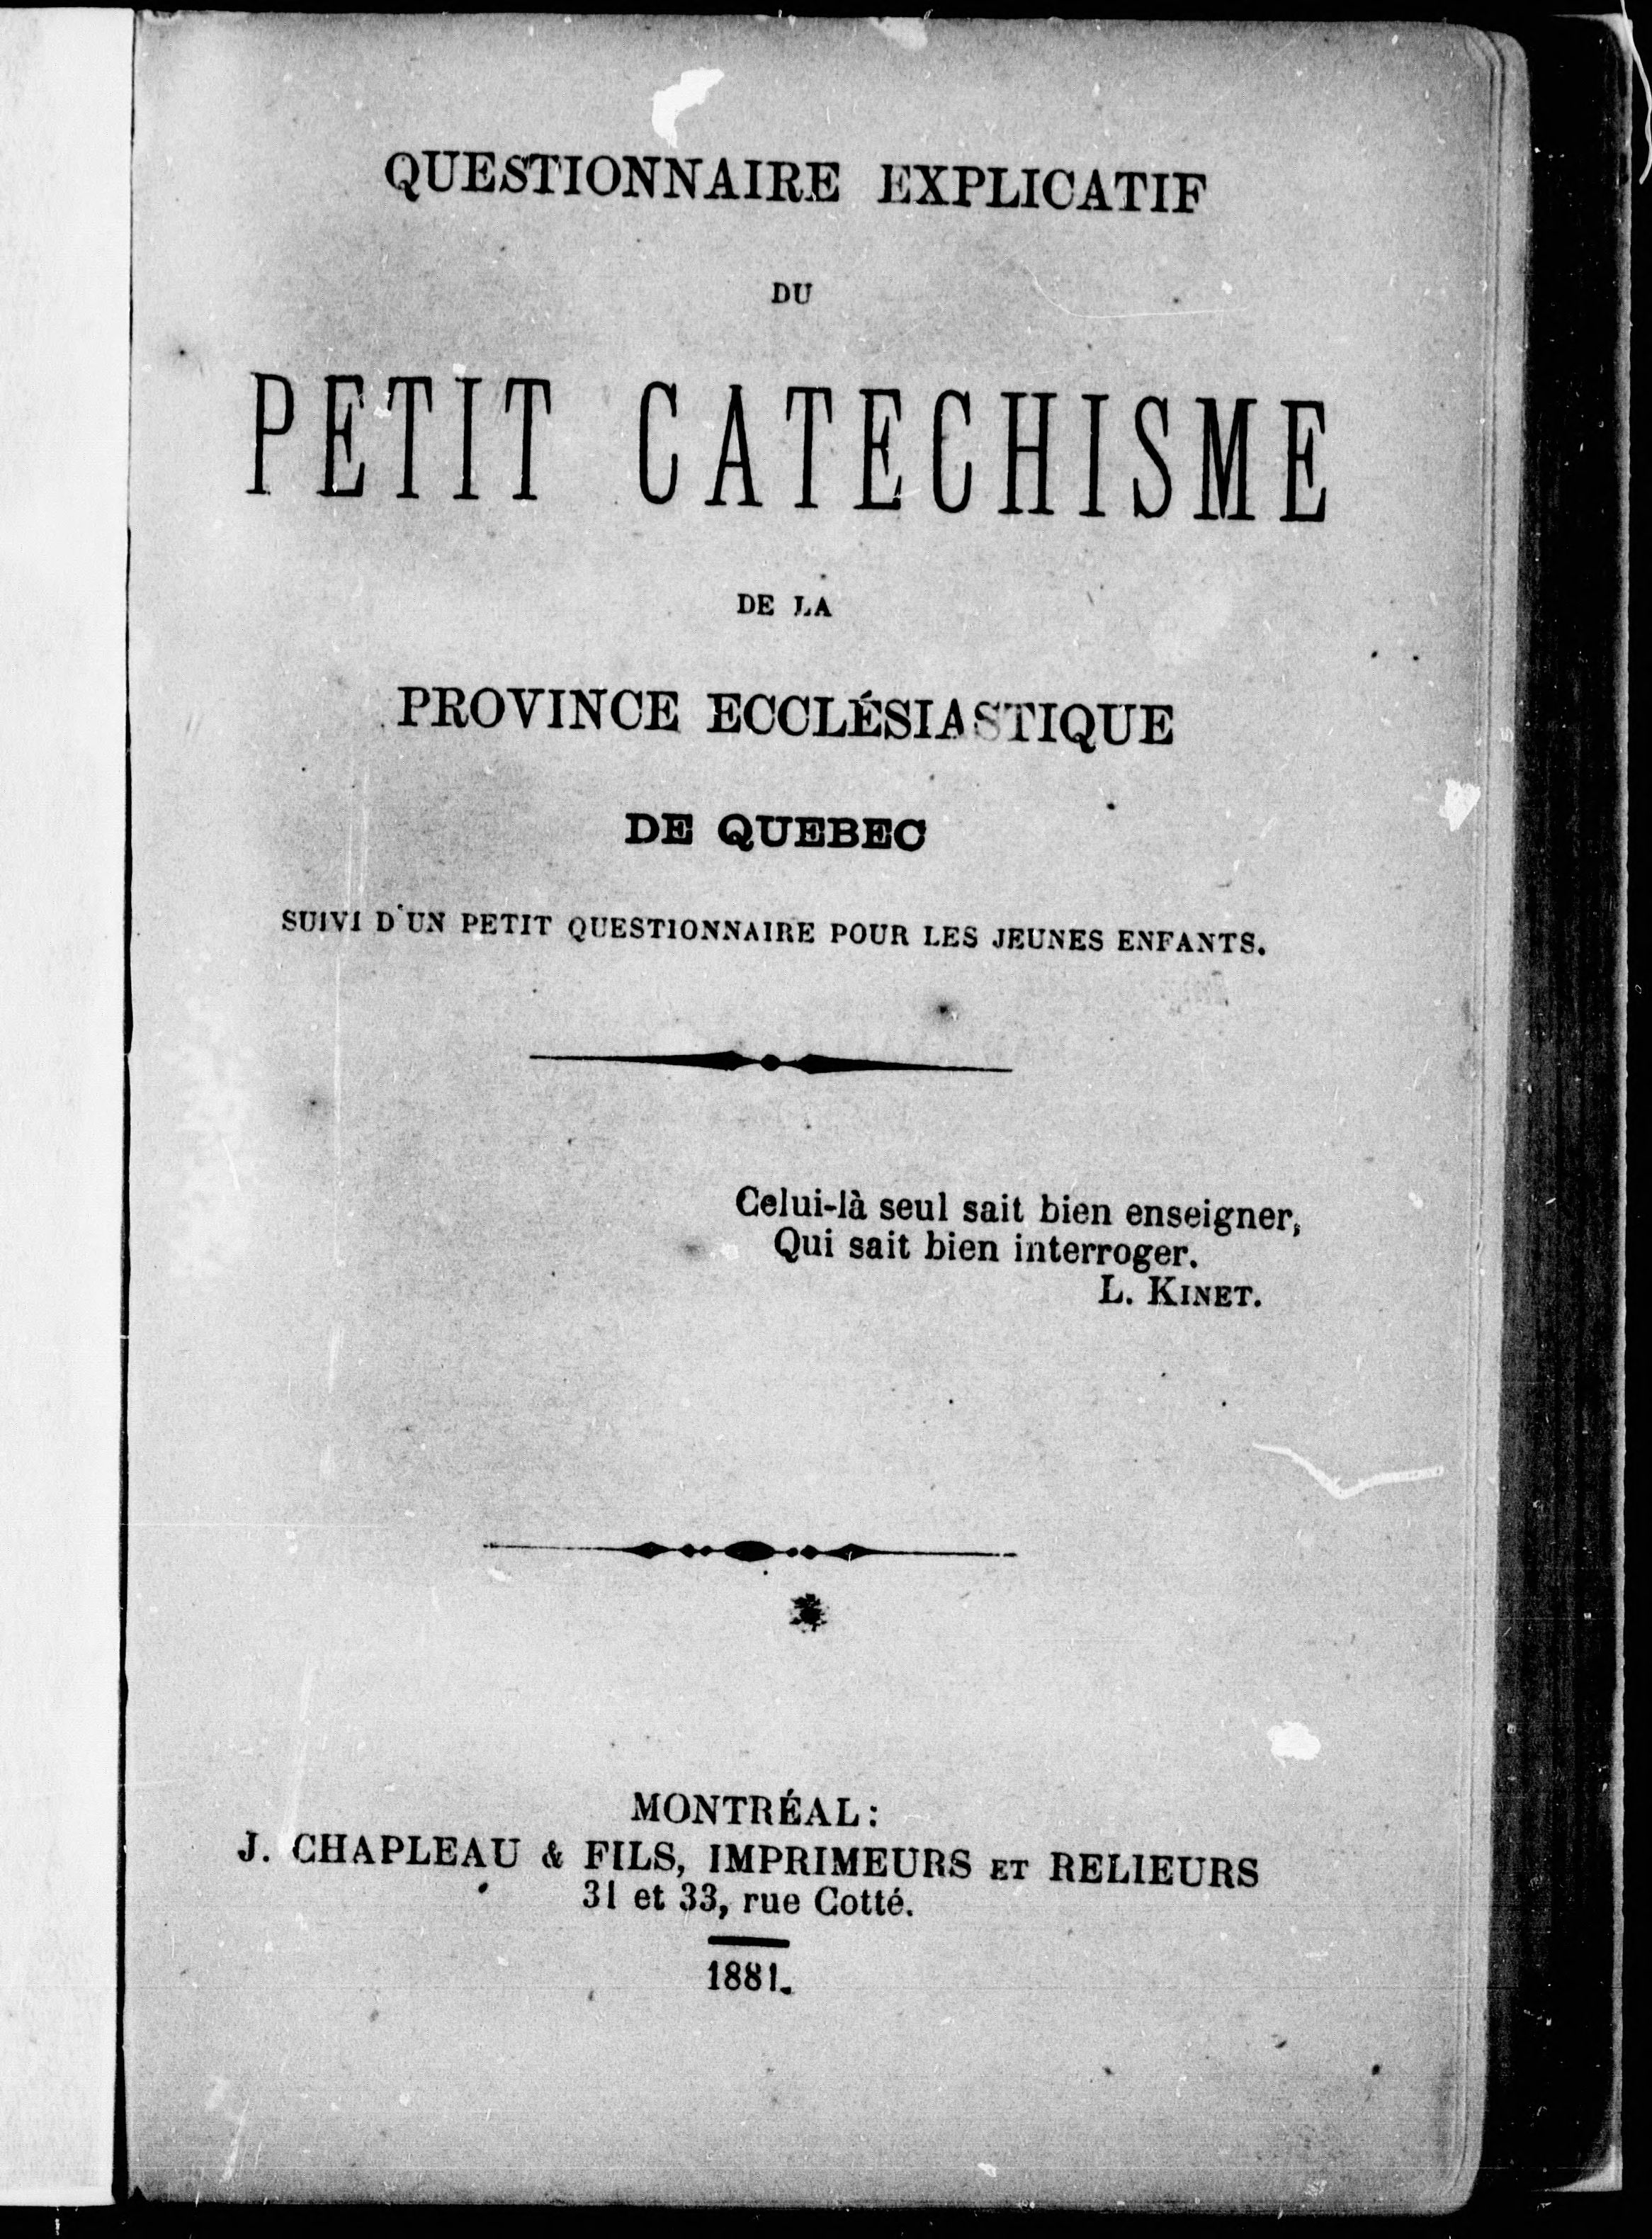 QUESTIONNAIRE EXPLICATIF
DU
PETIT CATECHISME
DE LA
PROVINCE ECCLÉSIASTIQUE
DE QUEBEC
SUIVI D'UN PETIT QUESTIONNAIRE POUR LES JEUNES ENFANTS.
Celui-là seul sait bien enseigner,
Qui sait bien interroger.
L. KINET.
MONTRÉAL:
J. CHAPLEAU & FILS, IMPRIMEURS ET RELIEURS
31 et 33, rue Cotté.
1881.